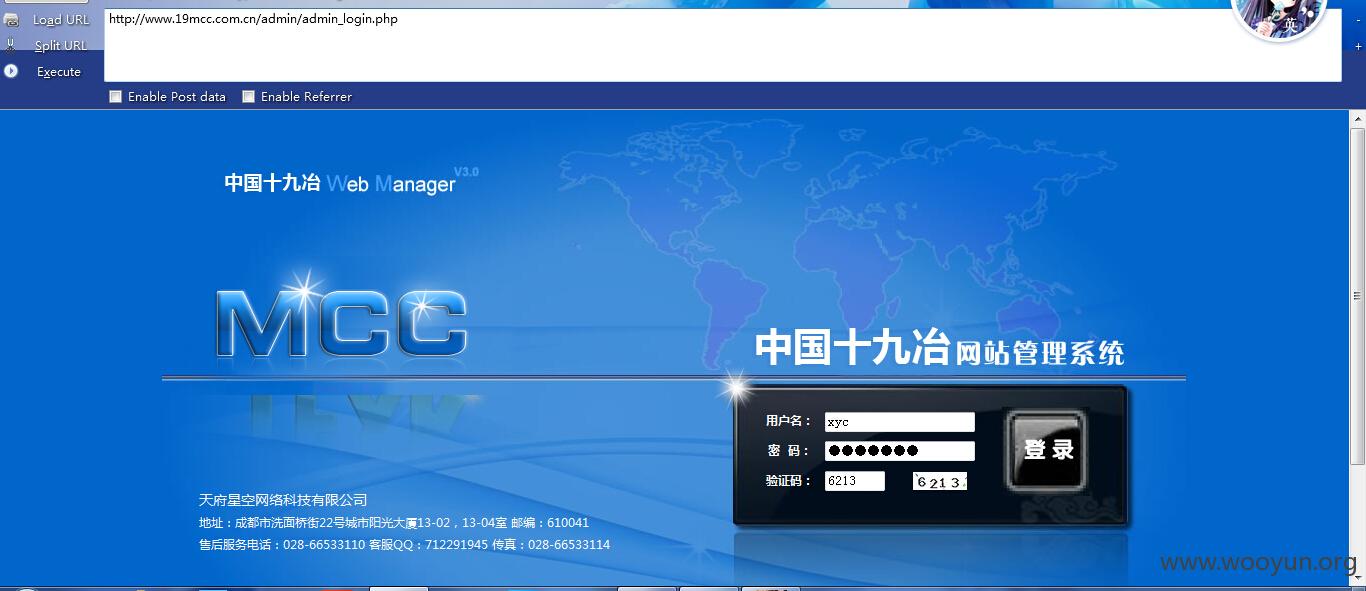 Load URL
http://www.19mcc.com.cn/admin/admin_login.php
Split URL
Execute
英
Enable Post data
Enable Referrer
中国十九冶 Web Manager V3.0
MCC
中国十九冶 网站管理系统
用户名： xyc
密 码： ●●●●●●●
验证码： 6213 6213
登 录
天府星空网络科技有限公司
地址：成都市洗面桥街22号城市阳光大厦13-02，13-04室 邮编：610041
售后服务电话：028-66533110 客服QQ：712291945 传真：028-66533114
www.wooyun.org